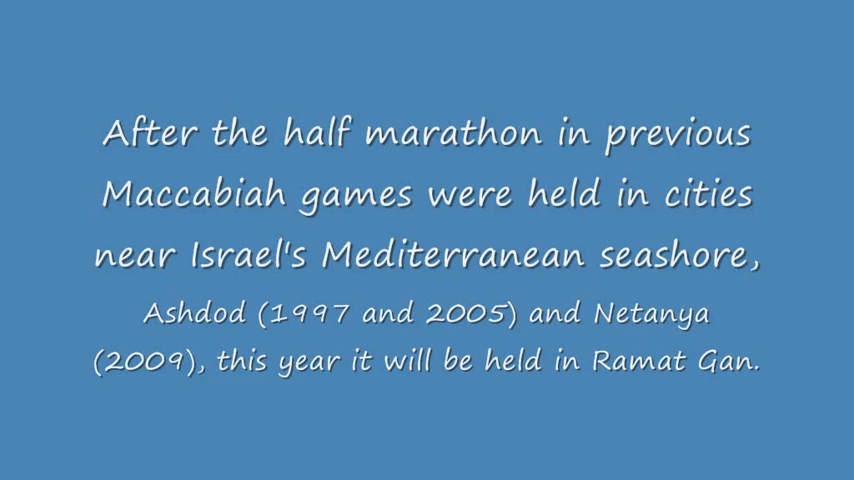 After the half marathon in previous
Maccabiah games were held in cities
near Israel's Mediterranean seashore,
Ashdod (1997 and 2005) and Netanya
(2009), this year it will be held in Ramat Gan.